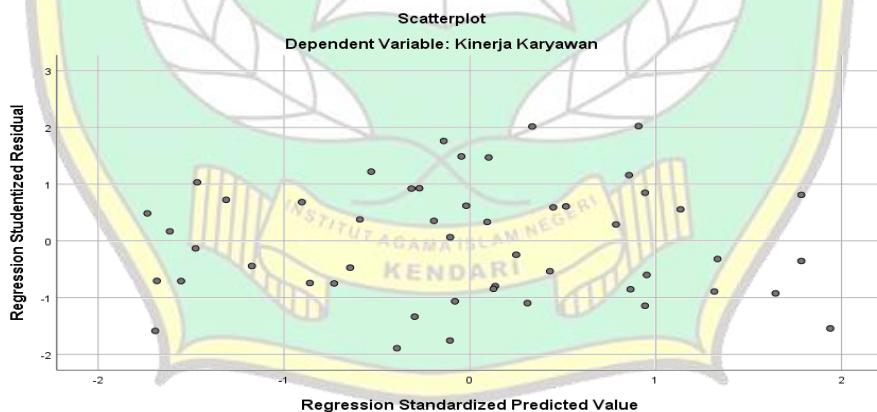 Scatterplot
Dependent Variable: Kinerja Karyawan
Regression Studentized Residual
3
2
1
0
-1
-2
INSTITUT AGAMA ISLAM NEGERI
KENDARI
-2
-1
0
1
2
Regression Standardized Predicted Value